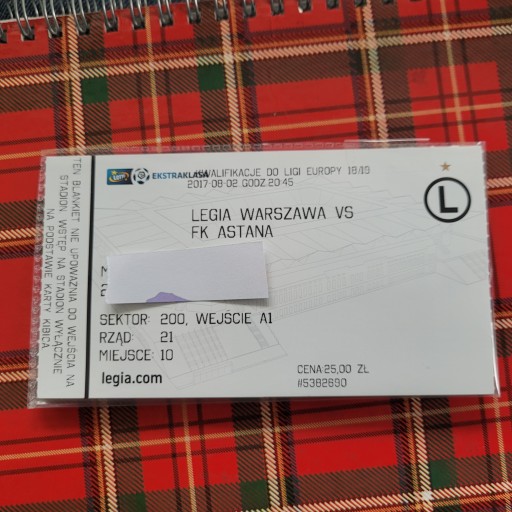 TEN BLANKIET NIE UPOWAŻNIA DO WEJŚCIA NA
STADION WSTĘP NA STADION WYŁĄCZNIE
NA PODSTAWIE KARTY KIBICA
EKSTRAKLASA
KWALIFIKACJE DO LIGI EUROPY 18/19
2017-08-02 GODZ.20:45
L
LEGIA WARSZAWA VS
FK ASTANA
SEKTOR: 200, WEJŚCIE A1
RZĄD: 21
MIEJSCE: 10
legia.com
CENA:25,00 ZŁ
#5382690